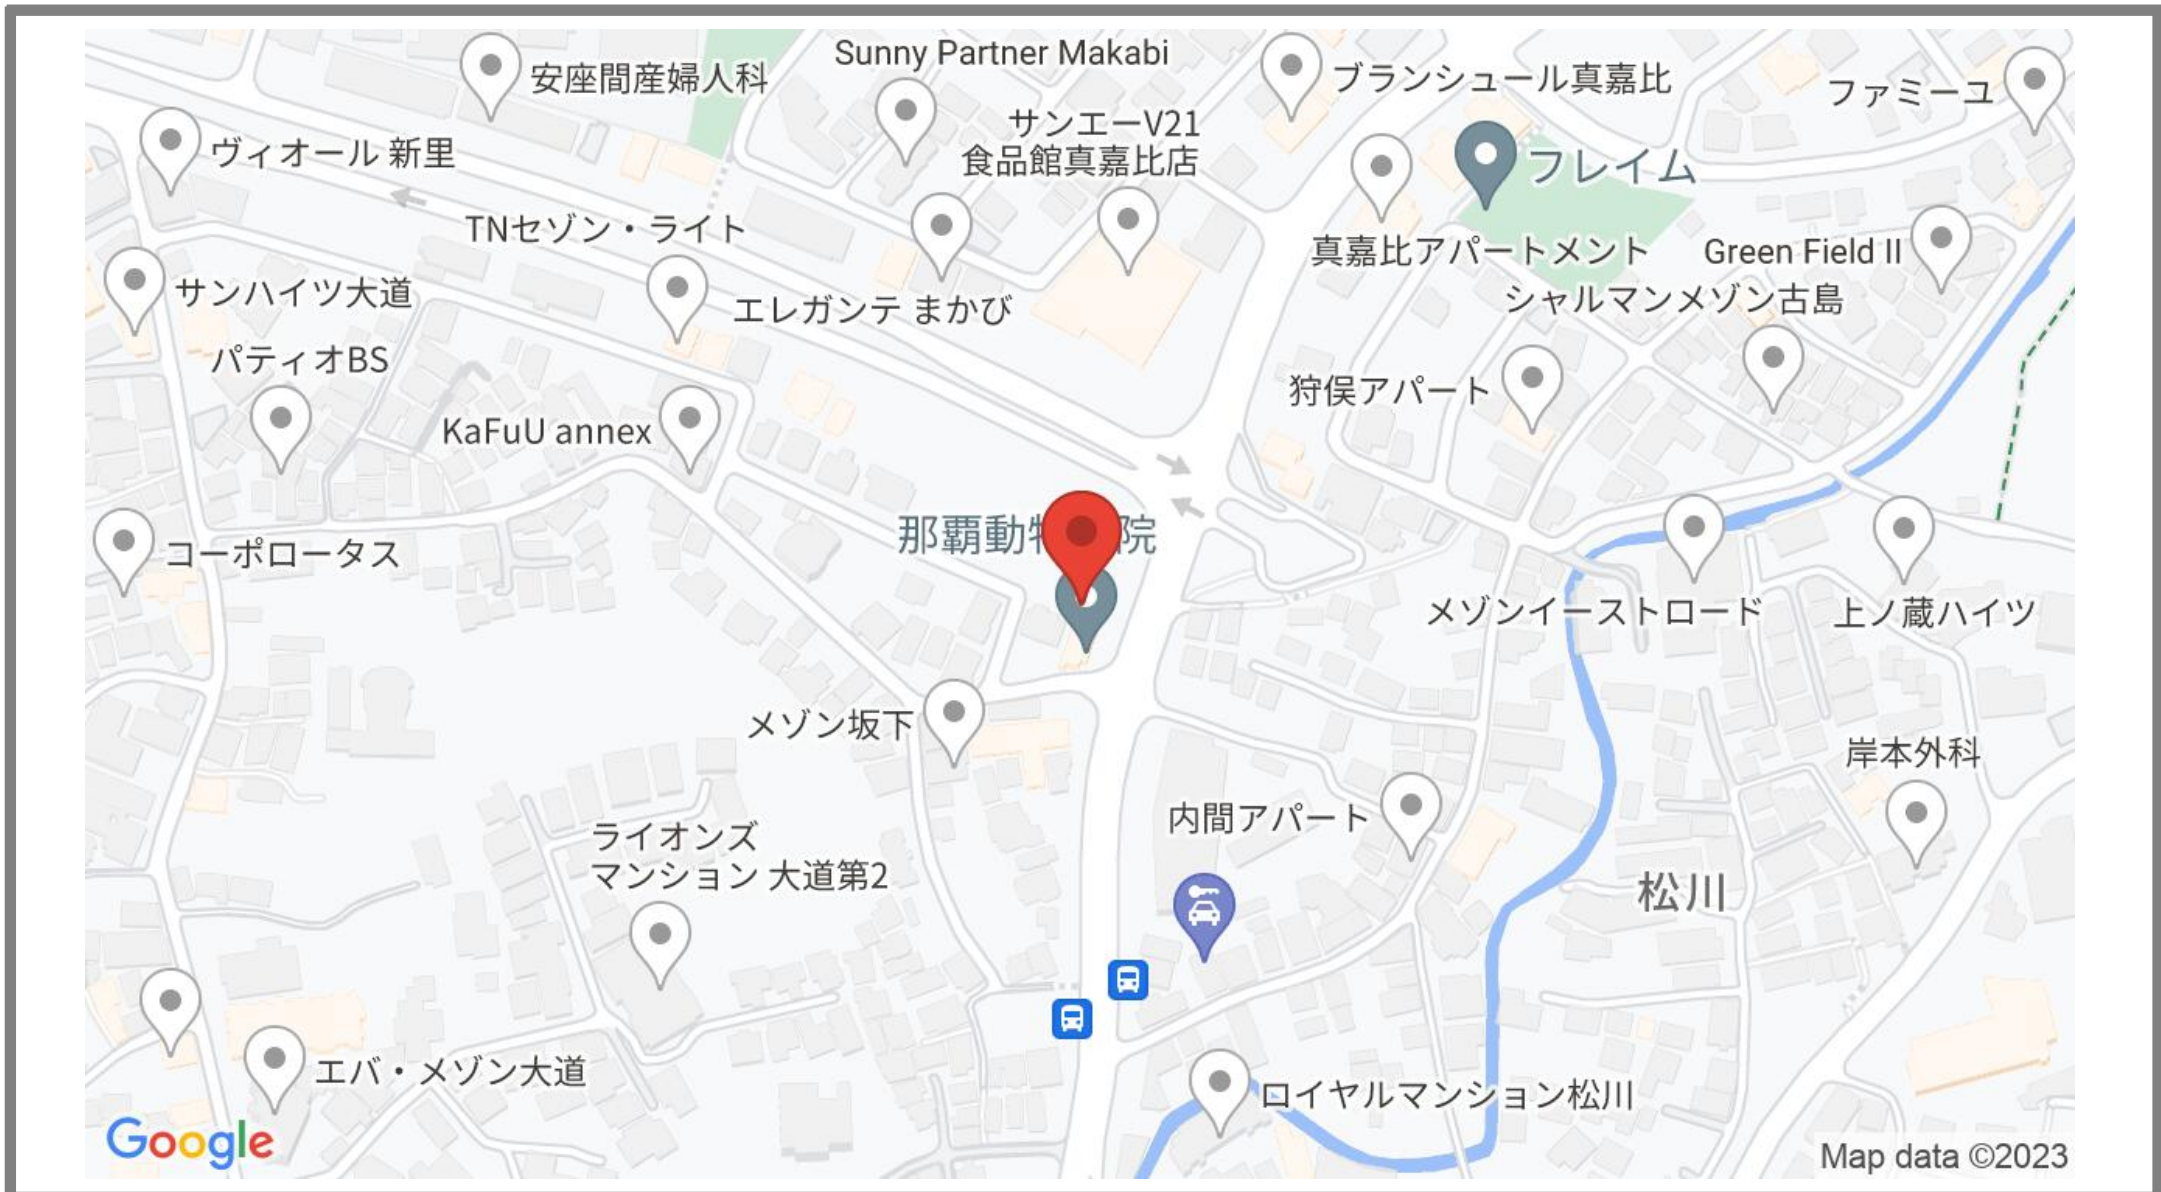 Sunny Partner Makabi
安座間産婦人科
ブランシュール真嘉比
ファミーユ
サンエーV21
食品館真嘉比店
ヴィオール 新里
フレイム
TNセゾン・ライト
真嘉比アパートメント
Green Field II
サンハイツ大道
エレガンテ まかび
シャルマンメゾン古島
パティオBS
狩俣アパート
KaFuU annex
那覇動物 院
コーポロータス
メゾンイーストロード
上ノ蔵ハイツ
メゾン坂下
岸本外科
内間アパート
ライオンズ
マンション 大道第2
松川
エバ・メゾン大道
ロイヤルマンション松川
Google
Map data ©2023